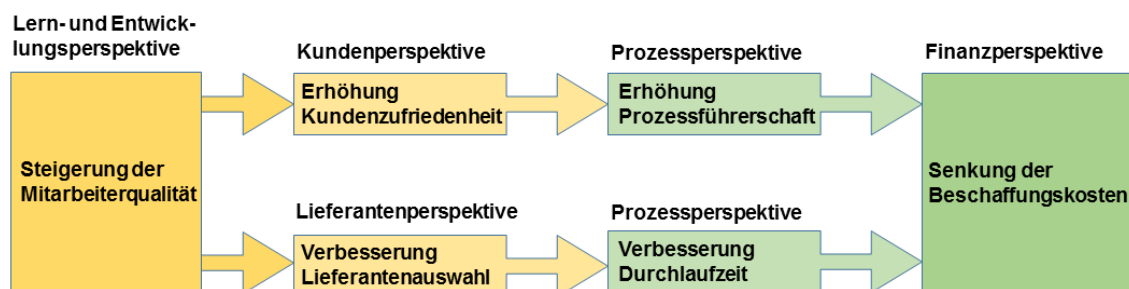 Lern- und Entwick-
lungsperspektive
Kundenperspektive
Prozessperspektive
Finanzperspektive
Steigerung der
Mitarbeiterqualität
Erhöhung
Kundenzufriedenheit
Erhöhung
Prozessführerschaft
Senkung der
Beschaffungskosten
Lieferantenperspektive
Prozessperspektive
Verbesserung
Lieferantenauswahl
Verbesserung
Durchlaufzeit